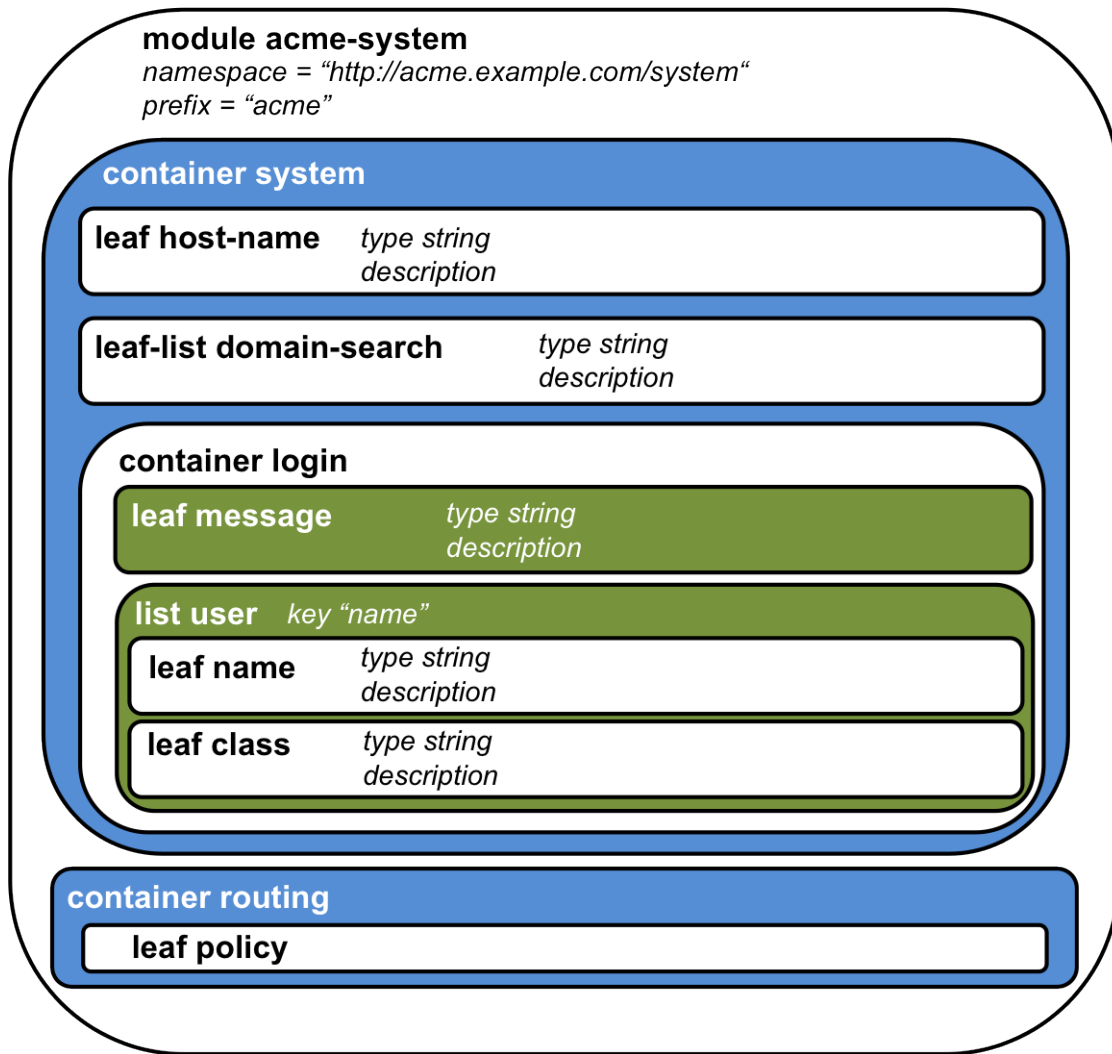 module acme-system
namespace = “http://acme.example.com/system“
prefix = “acme”
container system
leaf host-name type string
description
leaf-list domain-search type string
description
container login
leaf message type string
description
list user key “name”
leaf name type string
description
leaf class type string
description
container routing
leaf policy